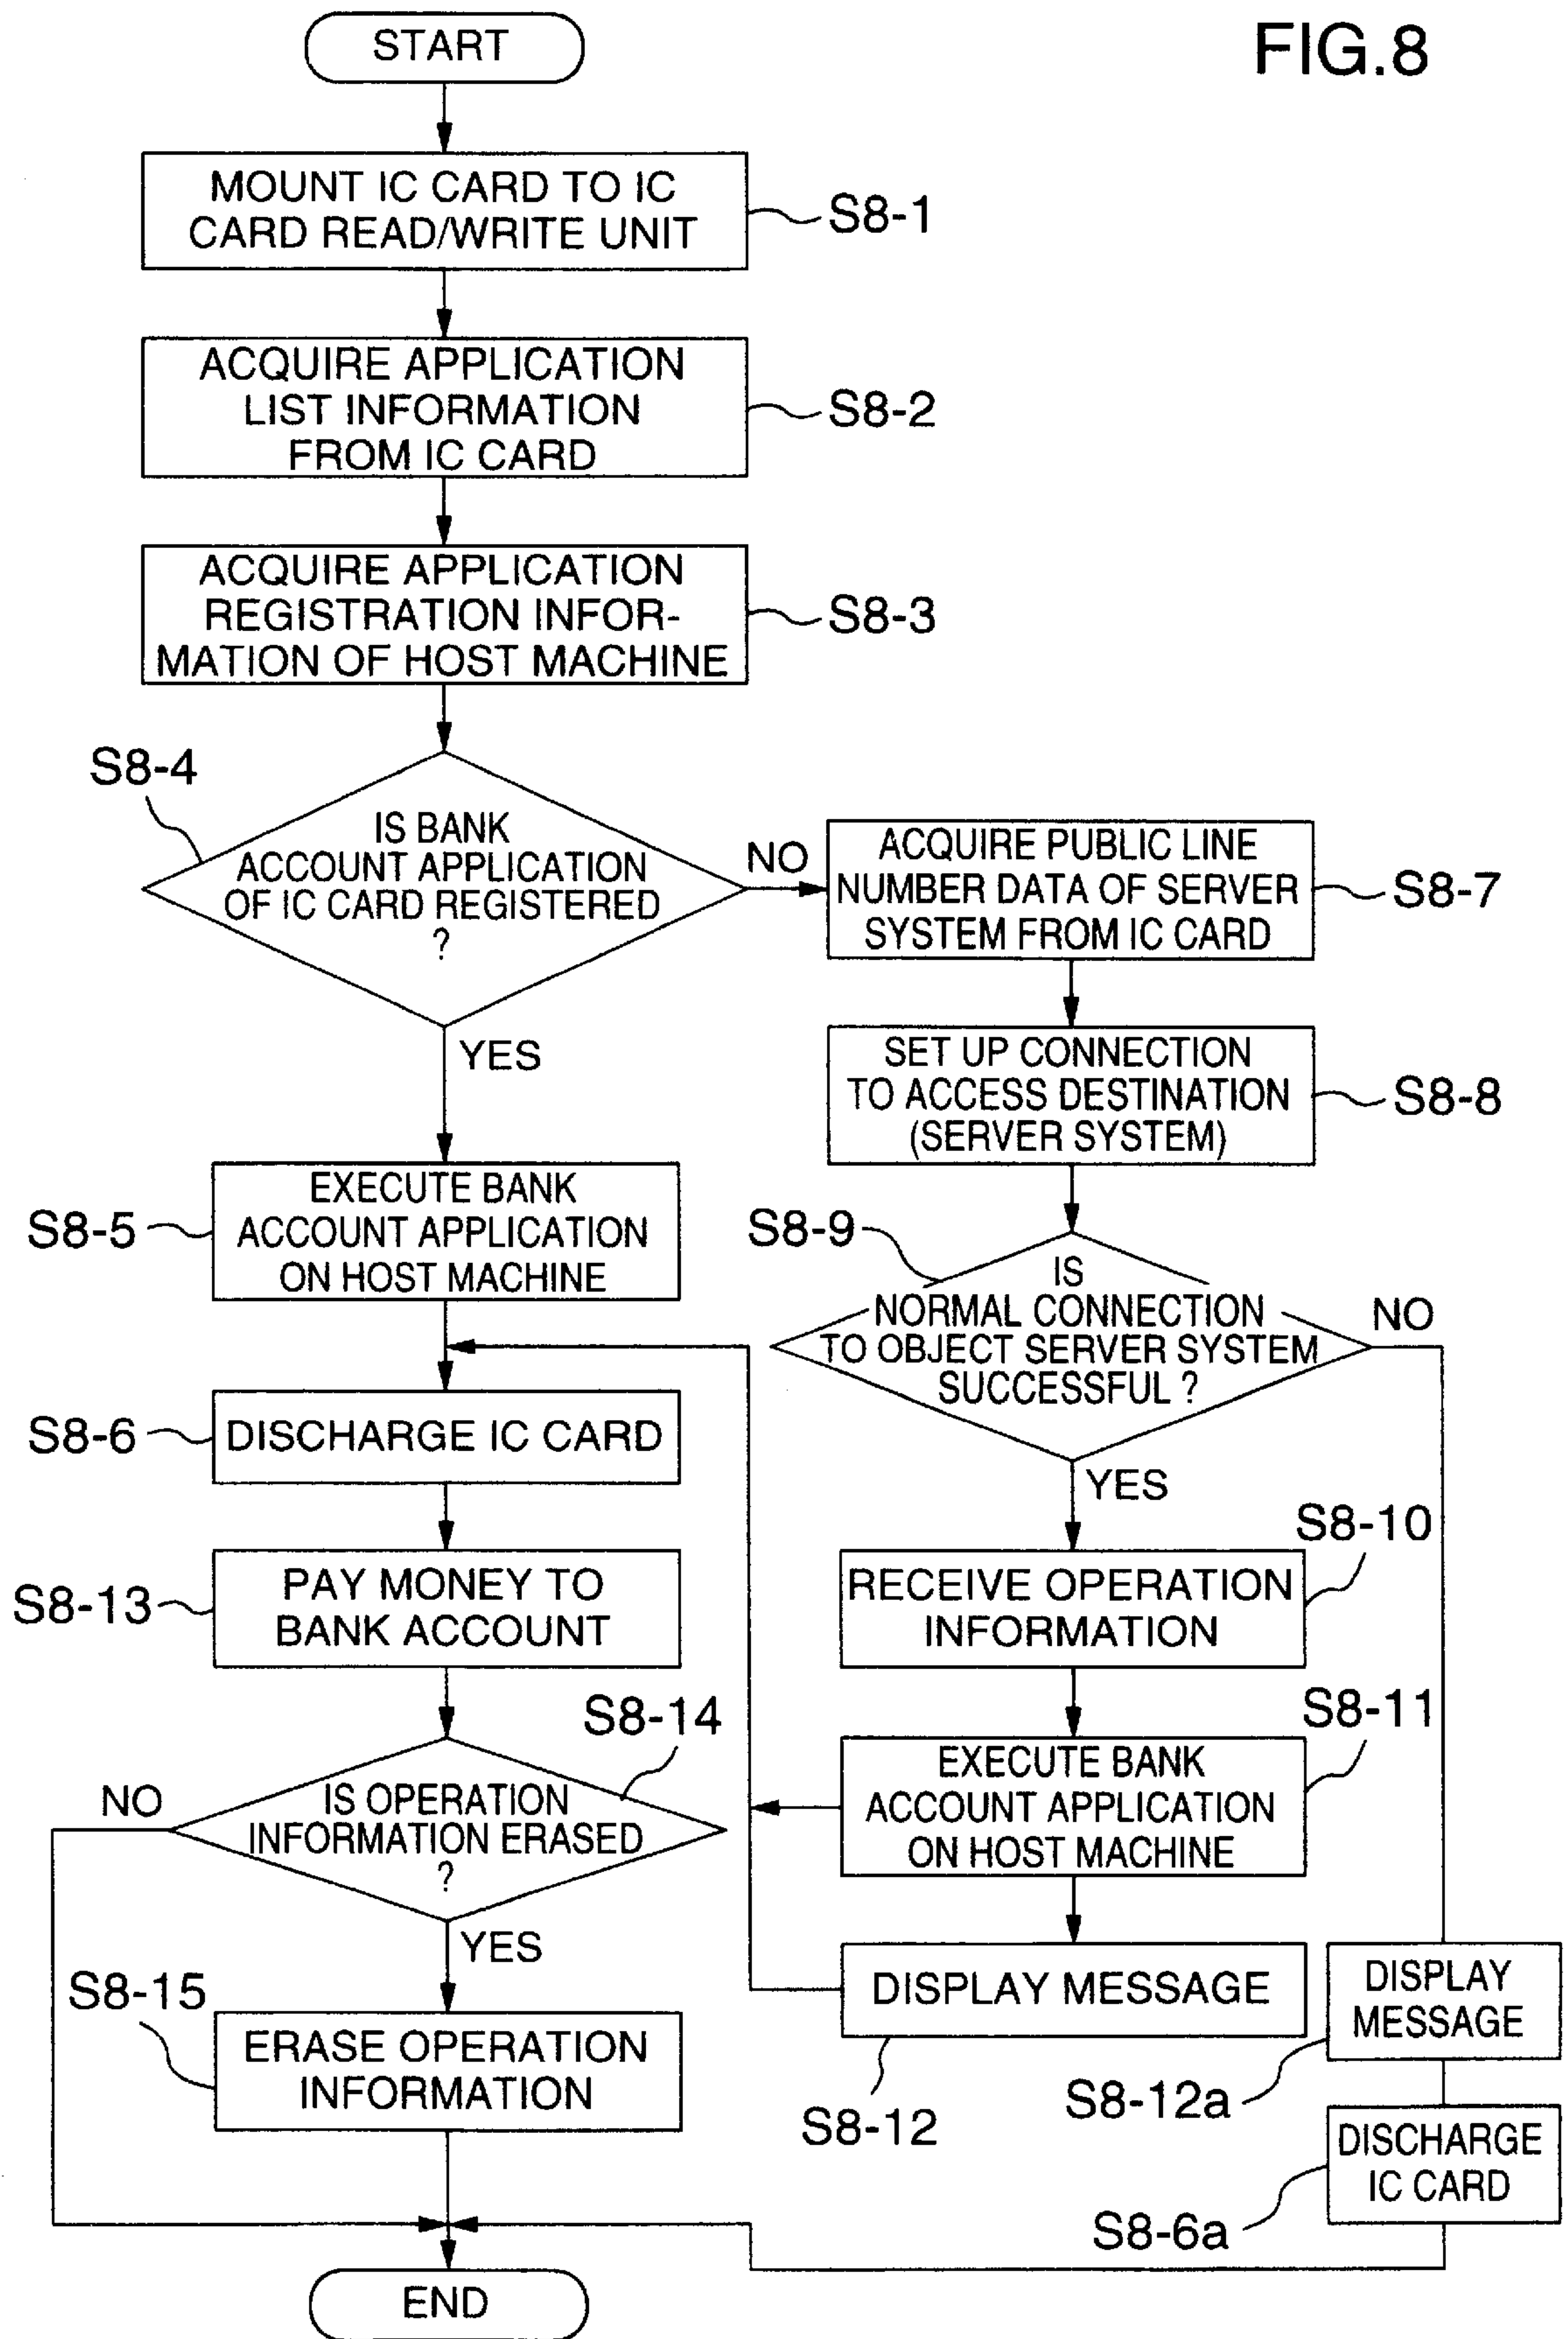 FIG.8
START
MOUNT IC CARD TO IC
CARD READ/WRITE UNIT
S8-1
ACQUIRE APPLICATION
LIST INFORMATION
FROM IC CARD
S8-2
ACQUIRE APPLICATION
REGISTRATION INFOR-
MATION OF HOST MACHINE
S8-3
S8-4
IS BANK
ACCOUNT APPLICATION
OF IC CARD REGISTERED
?
NO
YES
ACQUIRE PUBLIC LINE
NUMBER DATA OF SERVER
SYSTEM FROM IC CARD
S8-7
SET UP CONNECTION
TO ACCESS DESTINATION
(SERVER SYSTEM)
S8-8
S8-5
EXECUTE BANK
ACCOUNT APPLICATION
ON HOST MACHINE
S8-9
IS
NORMAL CONNECTION
TO OBJECT SERVER SYSTEM
SUCCESSFUL ?
NO
YES
S8-6
DISCHARGE IC CARD
S8-10
RECEIVE OPERATION
INFORMATION
S8-13
PAY MONEY TO
BANK ACCOUNT
S8-11
EXECUTE BANK
ACCOUNT APPLICATION
ON HOST MACHINE
S8-14
IS OPERATION
INFORMATION ERASED
?
NO
YES
DISPLAY MESSAGE
S8-12
DISPLAY
MESSAGE
S8-12a
S8-15
ERASE OPERATION
INFORMATION
DISCHARGE
IC CARD
S8-6a
END